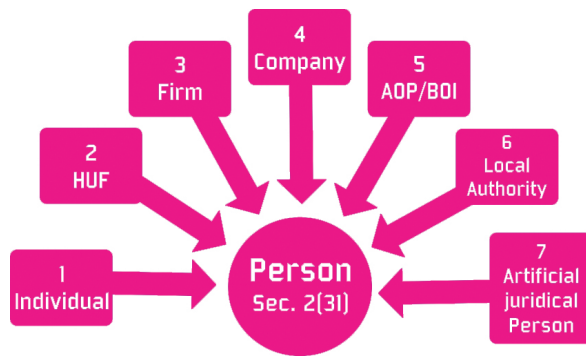 1
Individual
2
HUF
3
Firm
4
Company
5
AOP/BOI
6
Local
Authority
7
Artificial
juridical
Person
Person
Sec. 2(31)